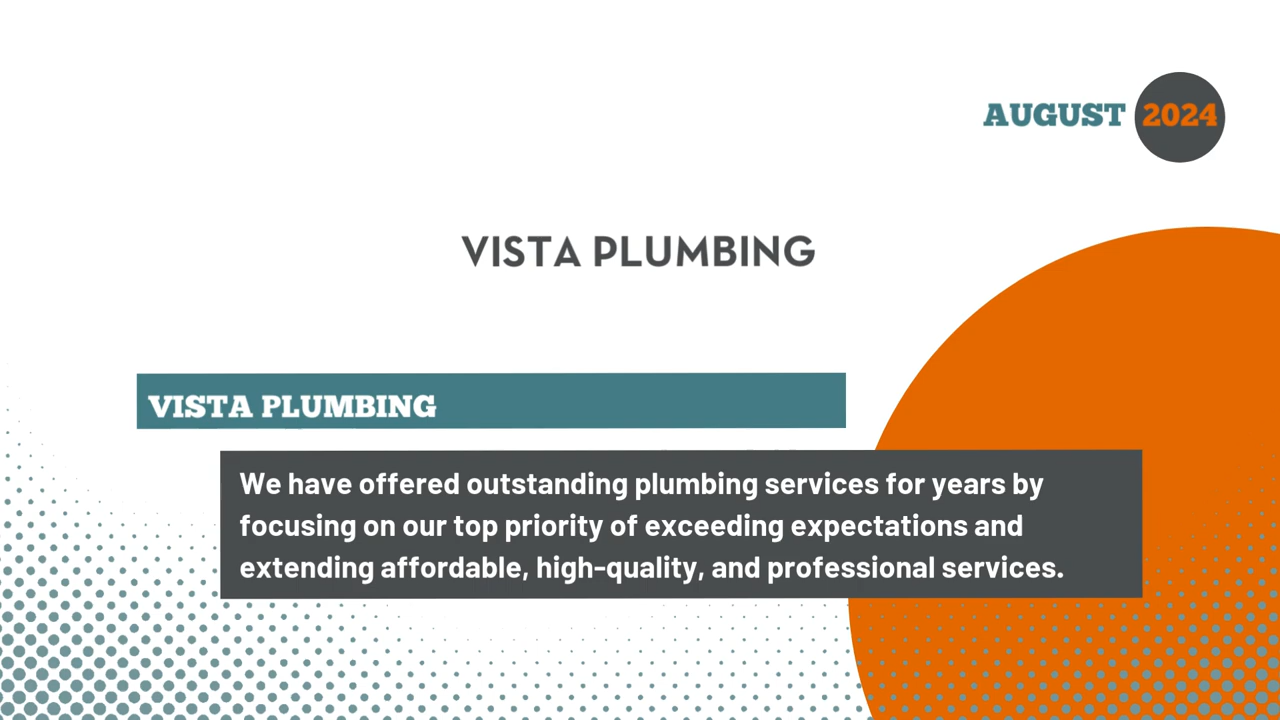 AUGUST 2024
VISTA PLUMBING
VISTA PLUMBING
We have offered outstanding plumbing services for years by
focusing on our top priority of exceeding expectations and
extending affordable, high-quality, and professional services.